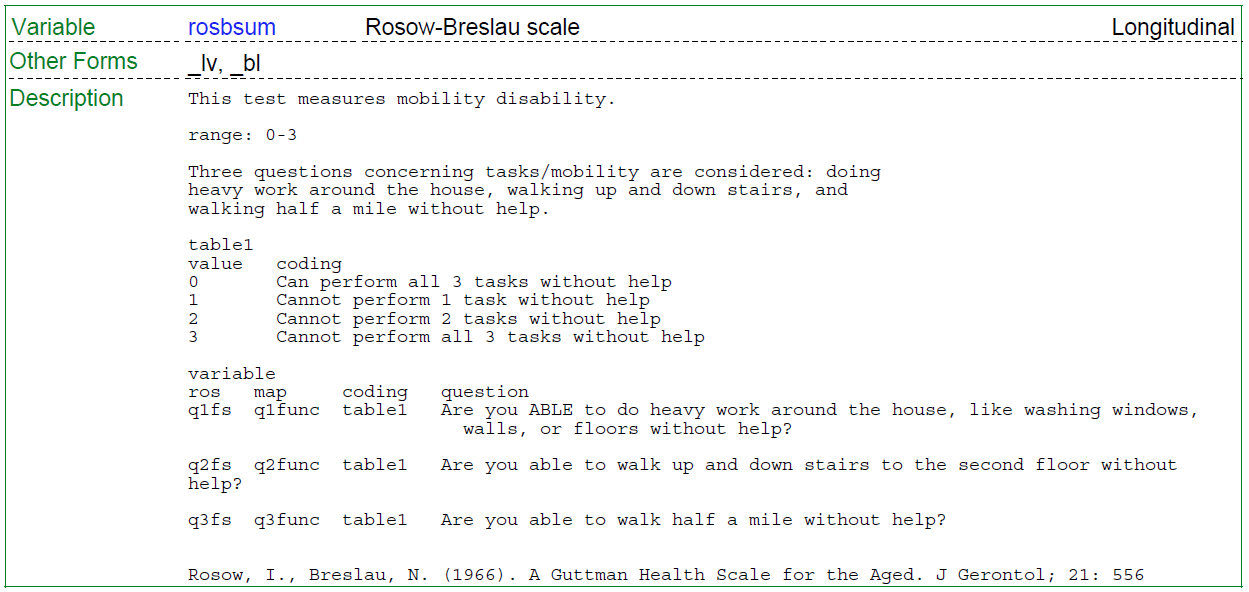 Variable rosbsum Rosow-Breslau scale Longitudinal
Other Forms _lv, _bl
Description This test measures mobility disability.
range: 0-3
Three questions concerning tasks/mobility are considered: doing
heavy work around the house, walking up and down stairs, and
walking half a mile without help.
table1
value coding
0 Can perform all 3 tasks without help
1 Cannot perform 1 task without help
2 Cannot perform 2 tasks without help
3 Cannot perform all 3 tasks without help
variable
ros map coding question
q1fs q1func table1 Are you ABLE to do heavy work around the house, like washing windows,
walls, or floors without help?
q2fs q2func table1 Are you able to walk up and down stairs to the second floor without
help?
q3fs q3func table1 Are you able to walk half a mile without help?
Rosow, I., Breslau, N. (1966). A Guttman Health Scale for the Aged. J Gerontol; 21: 556